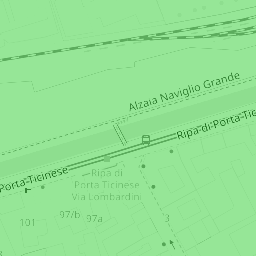 Alzaia Naviglio Grande
Ripa di Porta Tic
Porta Ticinese
Ripa di
Porta Ticinese
Via Lombardini
97/b
97a
3
101